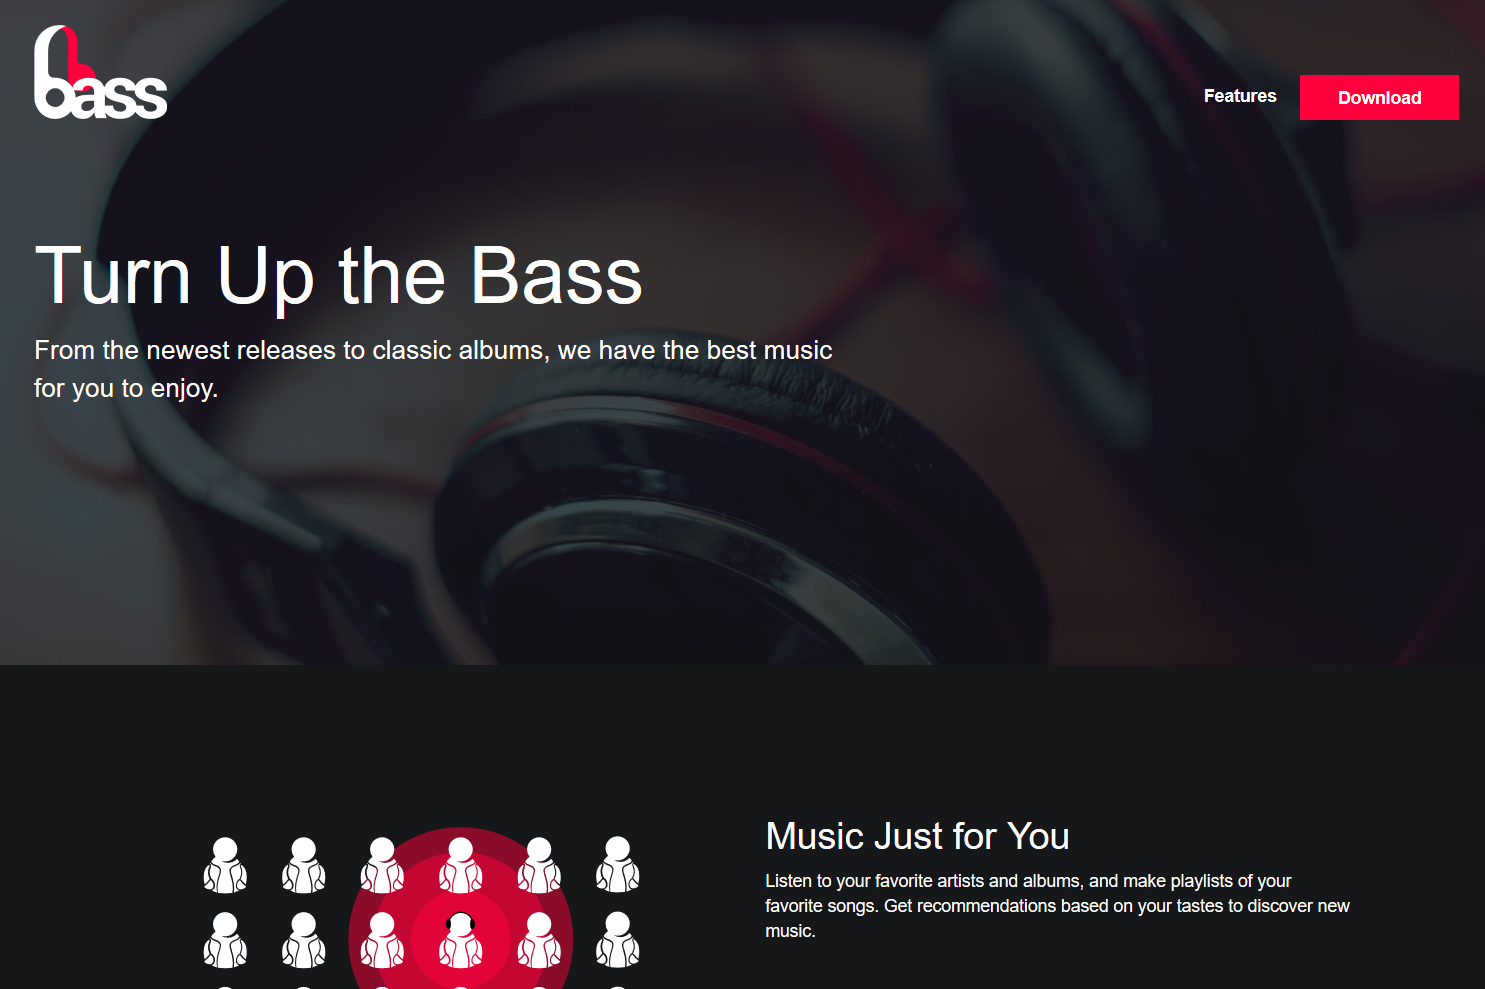 bass
Features
Download
Turn Up the Bass
From the newest releases to classic albums, we have the best music
for you to enjoy.
Music Just for You
Listen to your favorite artists and albums, and make playlists of your
favorite songs. Get recommendations based on your tastes to discover new
music.